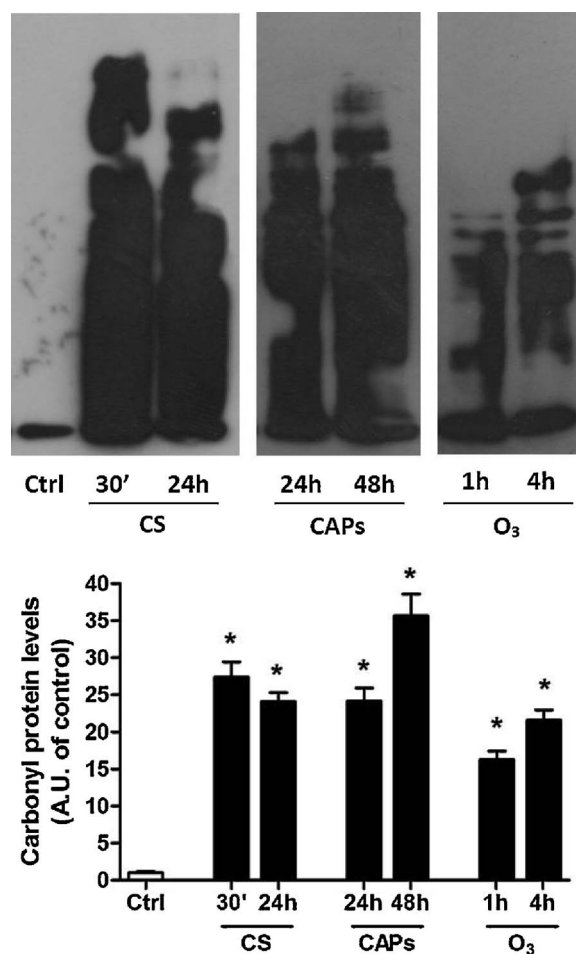 Ctrl 30’ 24h 24h 48h 1h 4h
CS CAPs O₃
Carbonyl protein levels
(A.U. of control)
40
35
30
25
20
15
10
5
0
* * * * * *
Ctrl 30' 24h 24h 48h 1h 4h
CS CAPs O₃